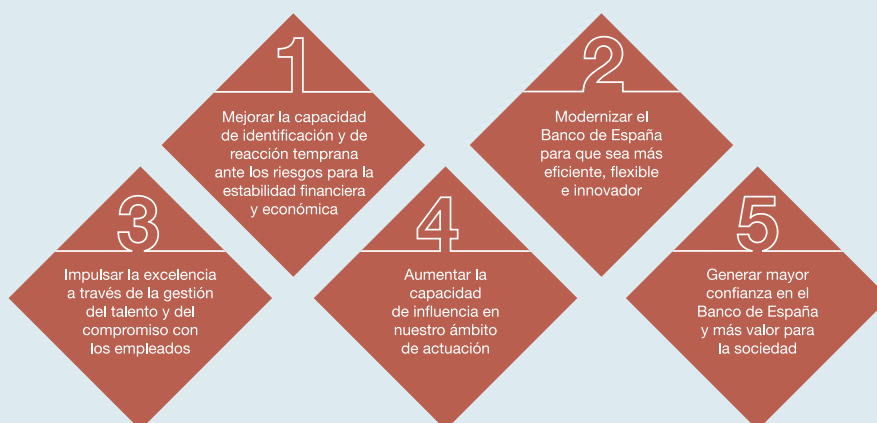 1
Mejorar la capacidad
de identificación y de
reacción temprana
ante los riesgos para la
estabilidad financiera
y económica
2
Modernizar el
Banco de España
para que sea más
eficiente, flexible
e innovador
3
Impulsar la excelencia
a través de la gestión
del talento y del
compromiso con
los empleados
4
Aumentar la
capacidad
de influencia en
nuestro ámbito
de actuación
5
Generar mayor
confianza en el
Banco de España
y más valor para
la sociedad